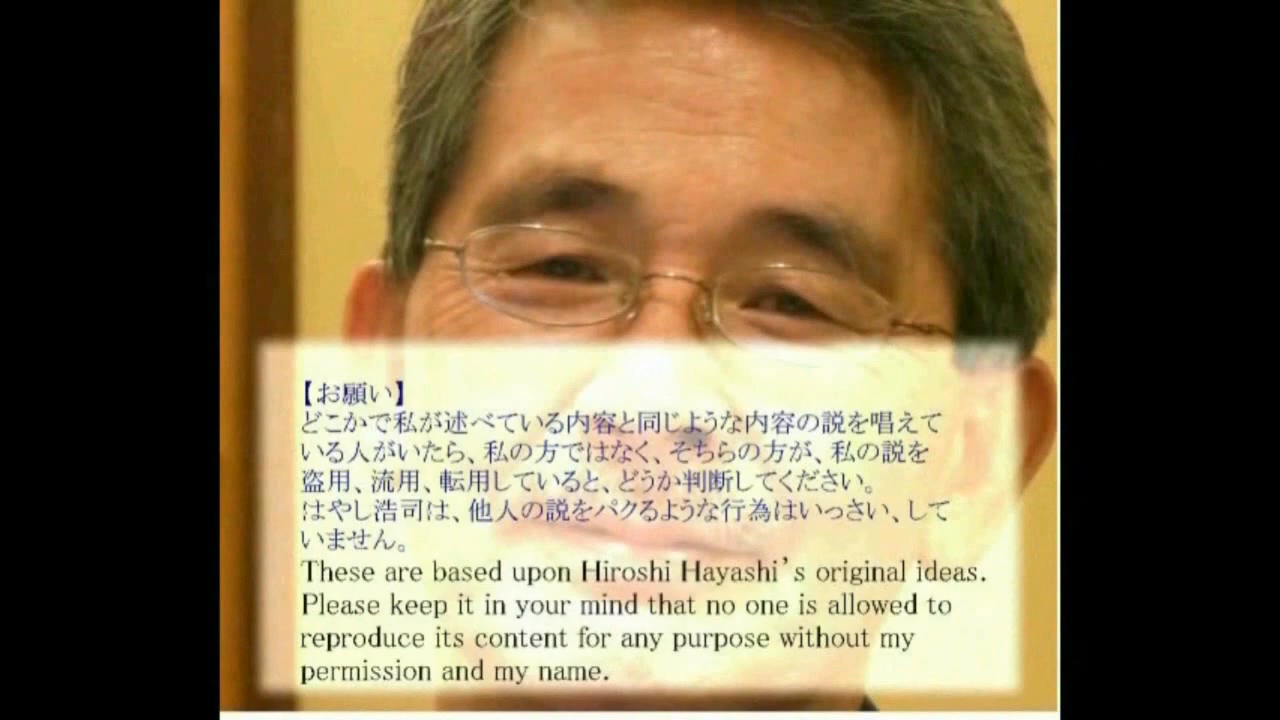 【お願い】
どこかで私が述べている内容と同じような内容の説を唱えて
いる人がいたら、私の方ではなく、そちらの方が、私の説を
盗用、流用、転用していると、どうか判断してください。
はやし浩司は、他人の説をパクるような行為はいっさい、して
いません。
These are based upon Hiroshi Hayashi's original ideas.
Please keep it in your mind that no one is allowed to
reproduce its content for any purpose without my
permission and my name.